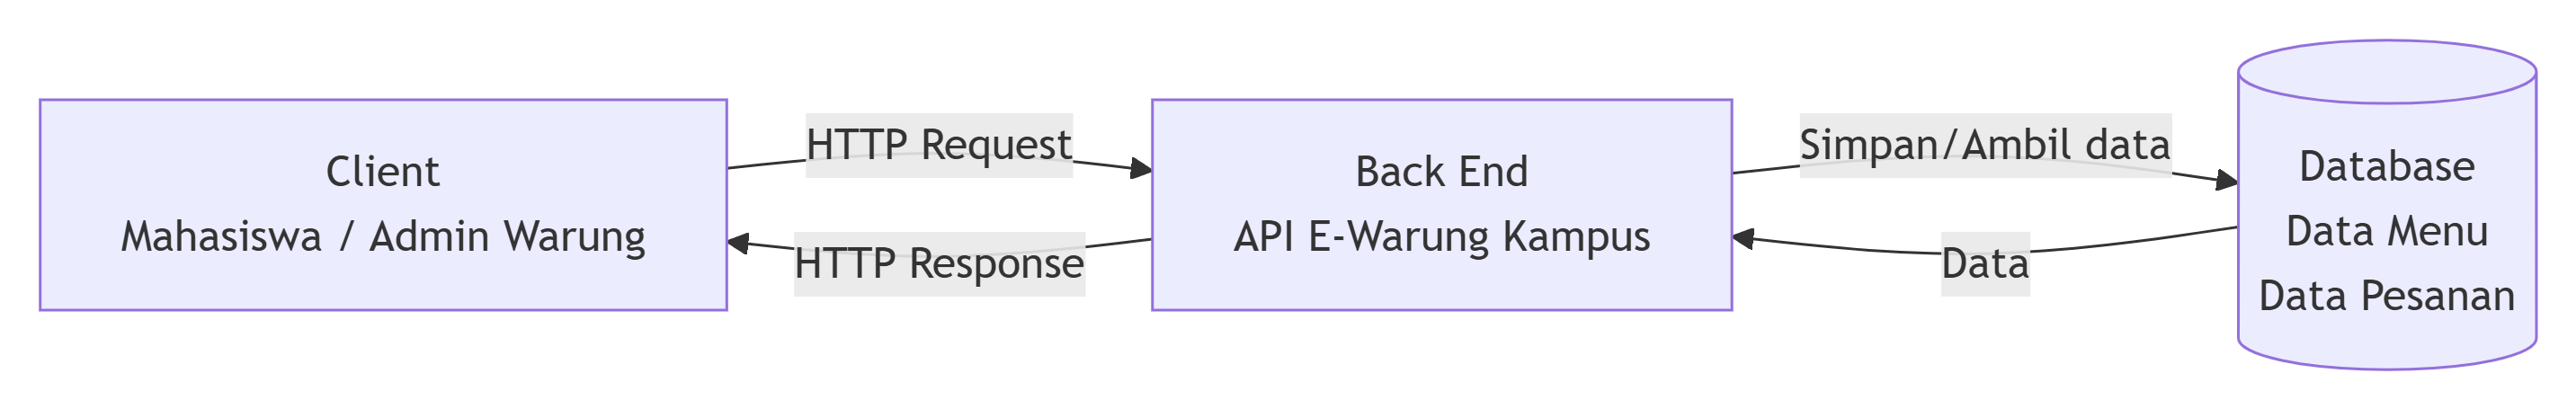 Client
Mahasiswa / Admin Warung
HTTP Request
HTTP Response
Back End
API E-Warung Kampus
Simpan/Ambil data
Data
Database
Data Menu
Data Pesanan